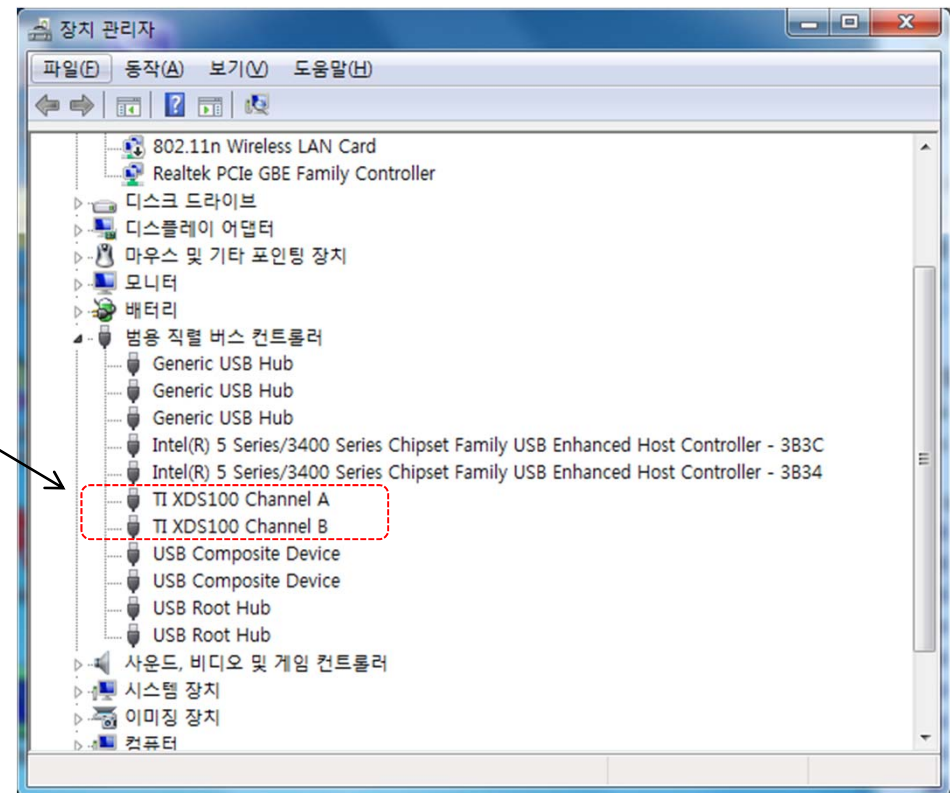 장치 관리자
파일(F) 동작(A) 보기(V) 도움말(H)
802.11n Wireless LAN Card
Realtek PCIe GBE Family Controller
디스크 드라이브
디스플레이 어댑터
마우스 및 기타 포인팅 장치
모니터
배터리
범용 직렬 버스 컨트롤러
Generic USB Hub
Generic USB Hub
Generic USB Hub
Intel(R) 5 Series/3400 Series Chipset Family USB Enhanced Host Controller - 3B3C
Intel(R) 5 Series/3400 Series Chipset Family USB Enhanced Host Controller - 3B34
TI XDS100 Channel A
TI XDS100 Channel B
USB Composite Device
USB Composite Device
USB Root Hub
USB Root Hub
사운드, 비디오 및 게임 컨트롤러
시스템 장치
이미징 장치
컴퓨터